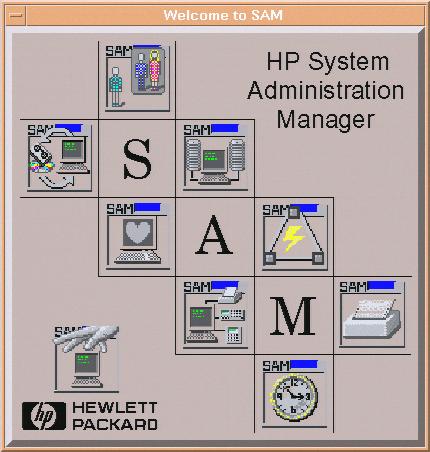 Welcome to SAM
SAM
HP System
Administration
Manager
SAM
S
SAM
SAM
A
SAM
SAM
M
SAM
SAM
SAM
hp
HEWLETT
PACKARD